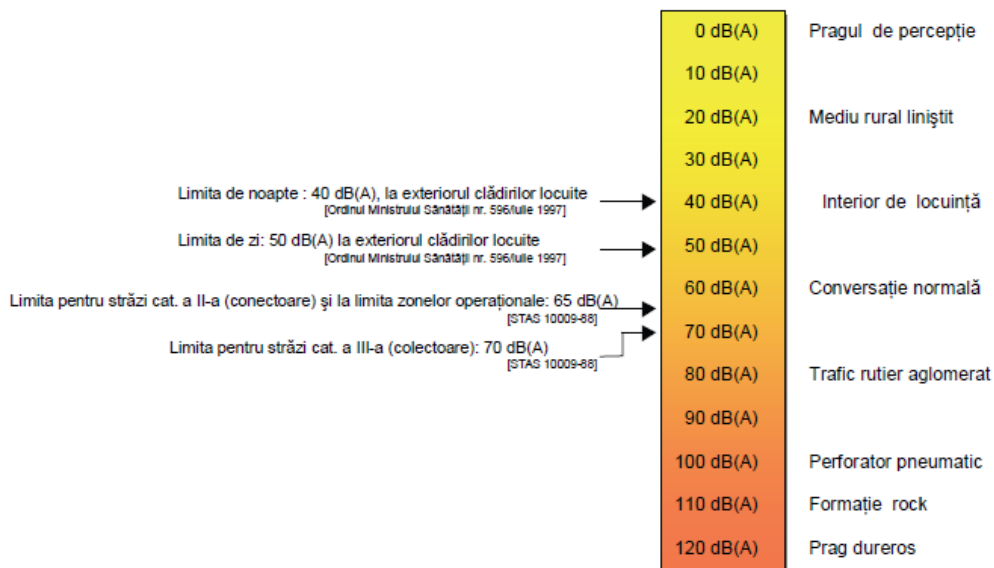 0 dB(A) Pragul de percepție
10 dB(A)
20 dB(A) Mediu rural liniştit
30 dB(A)
Limita de noapte : 40 dB(A), la exteriorul clădirilor locuite
[Ordinul Ministrului Sănătății nr. 596/iulie 1997]
40 dB(A) Interior de locuință
Limita de zi: 50 dB(A) la exteriorul clădirilor locuite
[Ordinul Ministrului Sănătății nr. 596/iulie 1997]
50 dB(A)
60 dB(A) Conversație normală
Limita pentru străzi cat. a II-a (conectoare) şi la limita zonelor operaționale: 65 dB(A)
[STAS 10009-88]
70 dB(A)
Limita pentru străzi cat. a III-a (colectoare): 70 dB(A)
[STAS 10009-88]
80 dB(A) Trafic rutier aglomerat
90 dB(A)
100 dB(A) Perforator pneumatic
110 dB(A) Formație rock
120 dB(A) Prag dureros